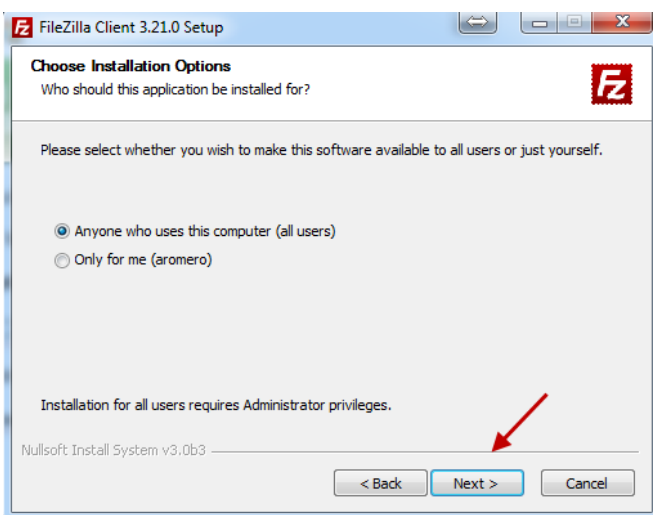 FileZilla Client 3.21.0 Setup
Choose Installation Options
Who should this application be installed for?
Fz
Please select whether you wish to make this software available to all users or just yourself.
Anyone who uses this computer (all users)
Only for me (aromero)
Installation for all users requires Administrator privileges.
Nullsoft Install System v3.0b3
< Back
Next >
Cancel